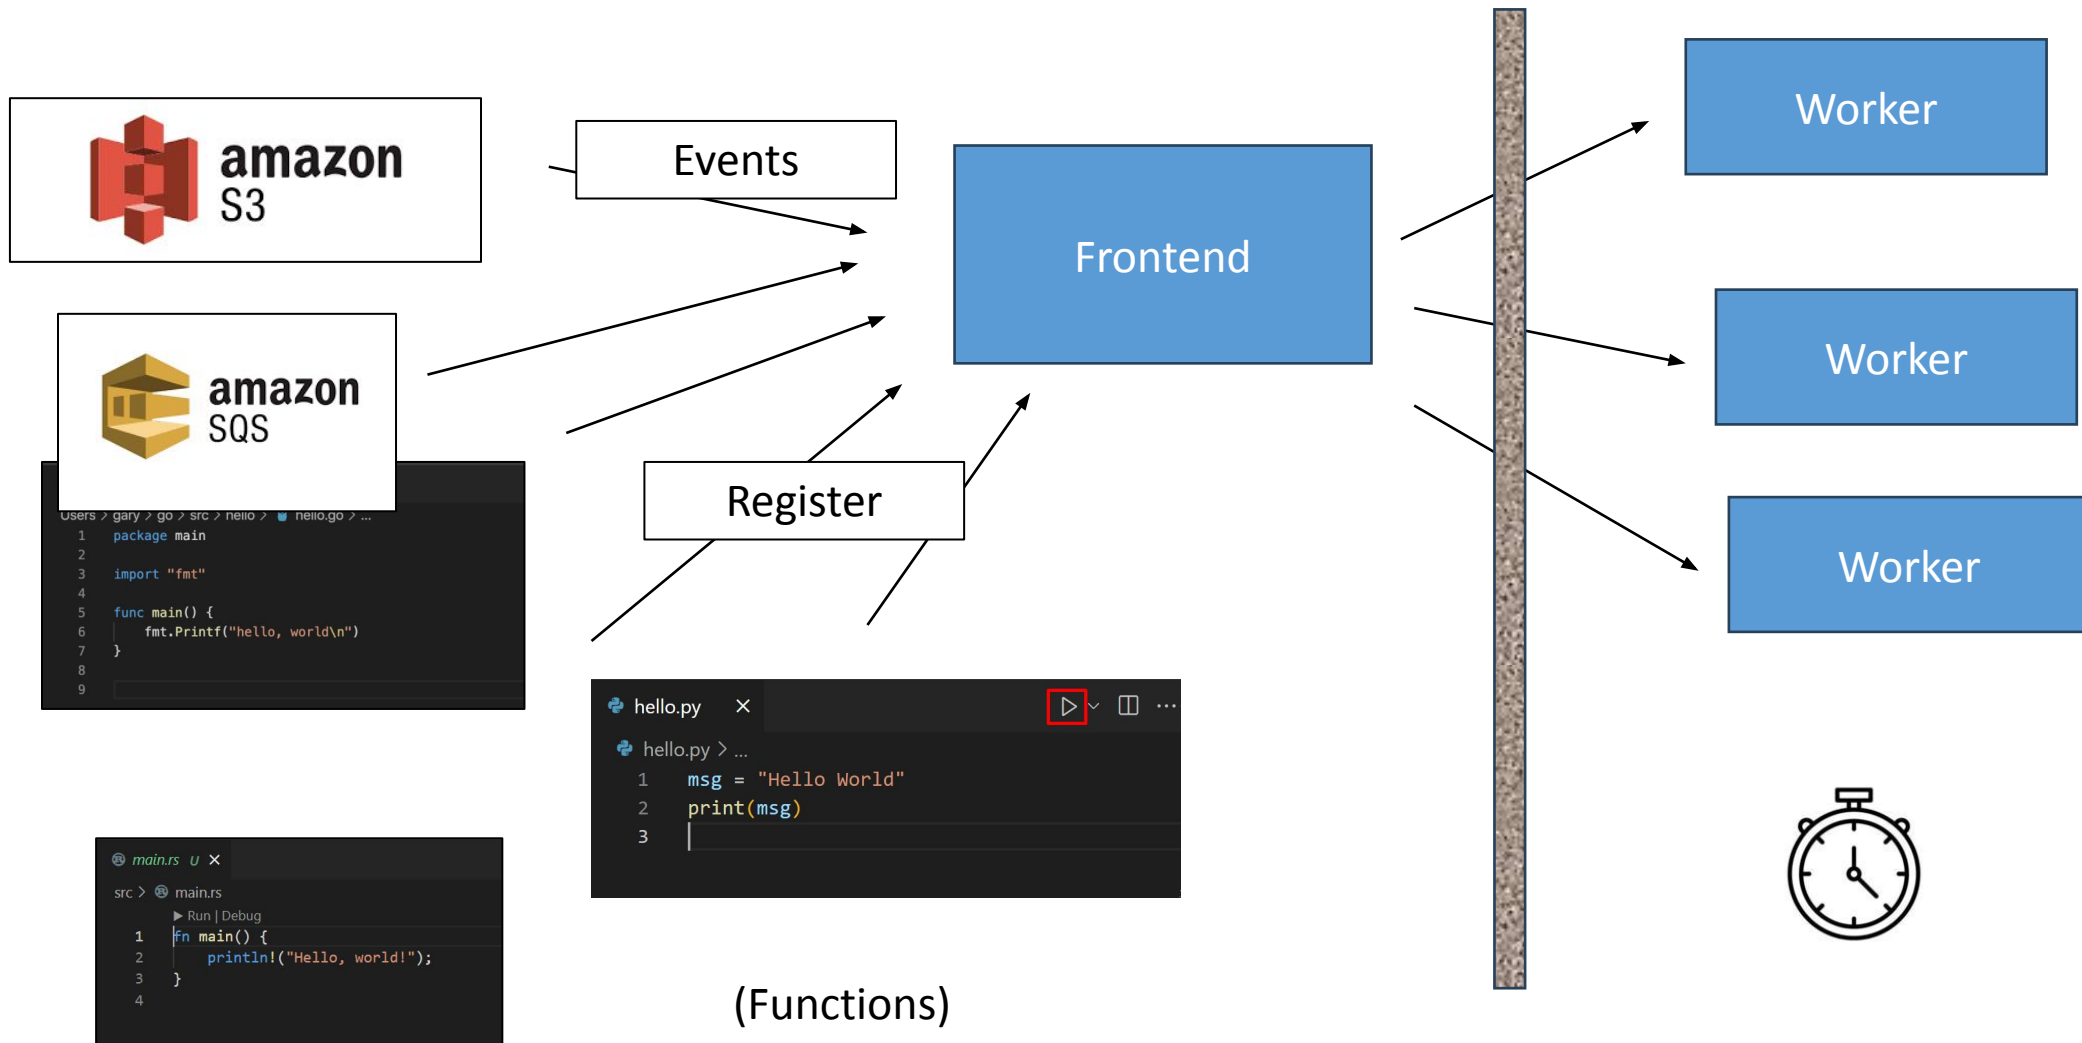 amazon
S3
Events
Frontend
Worker
Worker
Worker
amazon
SQS
Register
Users > gary > go > src > hello > hello.go > ...
1 package main
2
3 import "fmt"
4
5 func main() {
6 fmt.Printf("hello, world\n")
7 }
8
9
hello.py ×
hello.py > ...
1 msg = "Hello World"
2 print(msg)
3
main.rs U ×
src > main.rs
▶ Run | Debug
1 fn main() {
2 println!("Hello, world!");
3 }
4
(Functions)